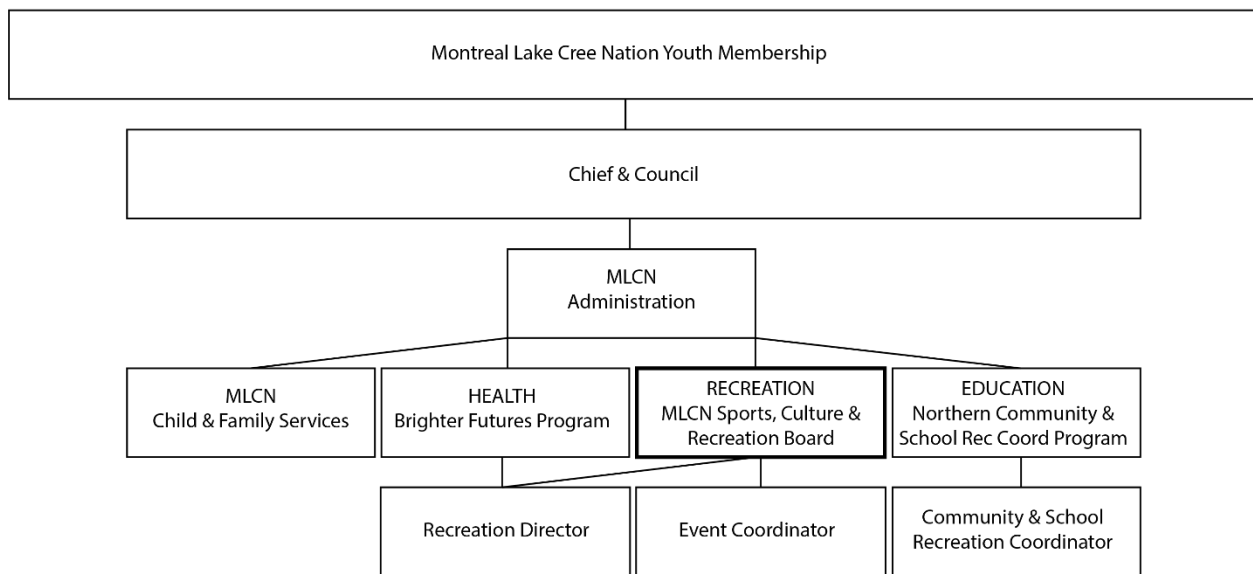 Montreal Lake Cree Nation Youth Membership
Chief & Council
MLCN
Administration
MLCN
Child & Family Services
HEALTH
Brighter Futures Program
RECREATION
MLCN Sports, Culture &
Recreation Board
EDUCATION
Northern Community &
School Rec Coord Program
Recreation Director
Event Coordinator
Community & School
Recreation Coordinator